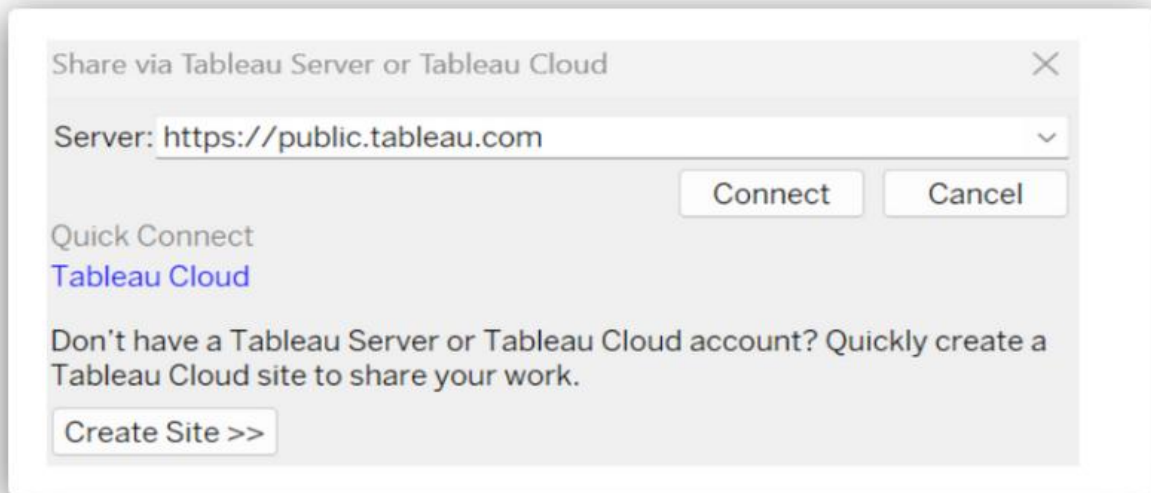 Share via Tableau Server or Tableau Cloud
Server: https://public.tableau.com
Connect Cancel
Quick Connect
Tableau Cloud
Don't have a Tableau Server or Tableau Cloud account? Quickly create a
Tableau Cloud site to share your work.
Create Site >>